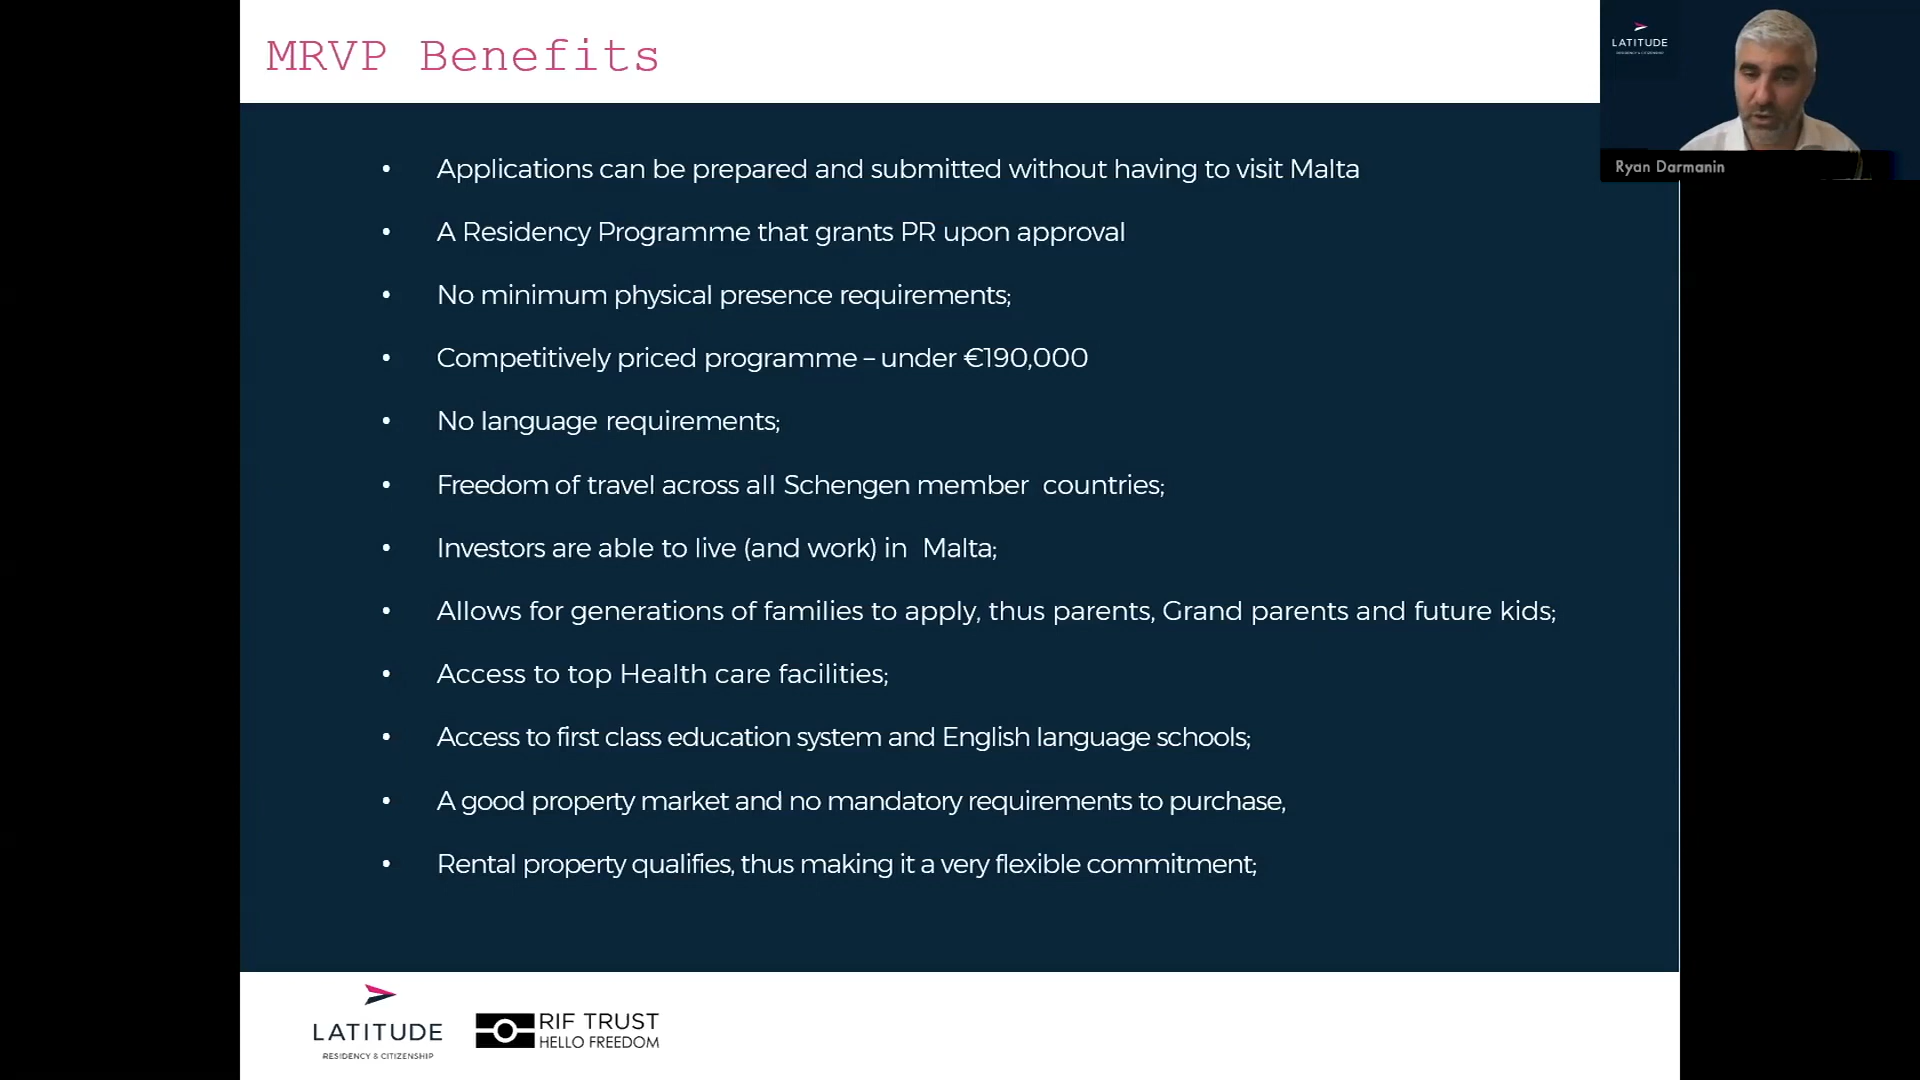 MRVP Benefits
LATITUDE
RESIDENCY & CITIZENSHIP
Ryan Darmanin
• Applications can be prepared and submitted without having to visit Malta
• A Residency Programme that grants PR upon approval
• No minimum physical presence requirements;
• Competitively priced programme – under €190,000
• No language requirements;
• Freedom of travel across all Schengen member countries;
• Investors are able to live (and work) in Malta;
• Allows for generations of families to apply, thus parents, Grand parents and future kids;
• Access to top Health care facilities;
• Access to first class education system and English language schools;
• A good property market and no mandatory requirements to purchase,
• Rental property qualifies, thus making it a very flexible commitment;
LATITUDE
RESIDENCY & CITIZENSHIP
RIF TRUST
HELLO FREEDOM